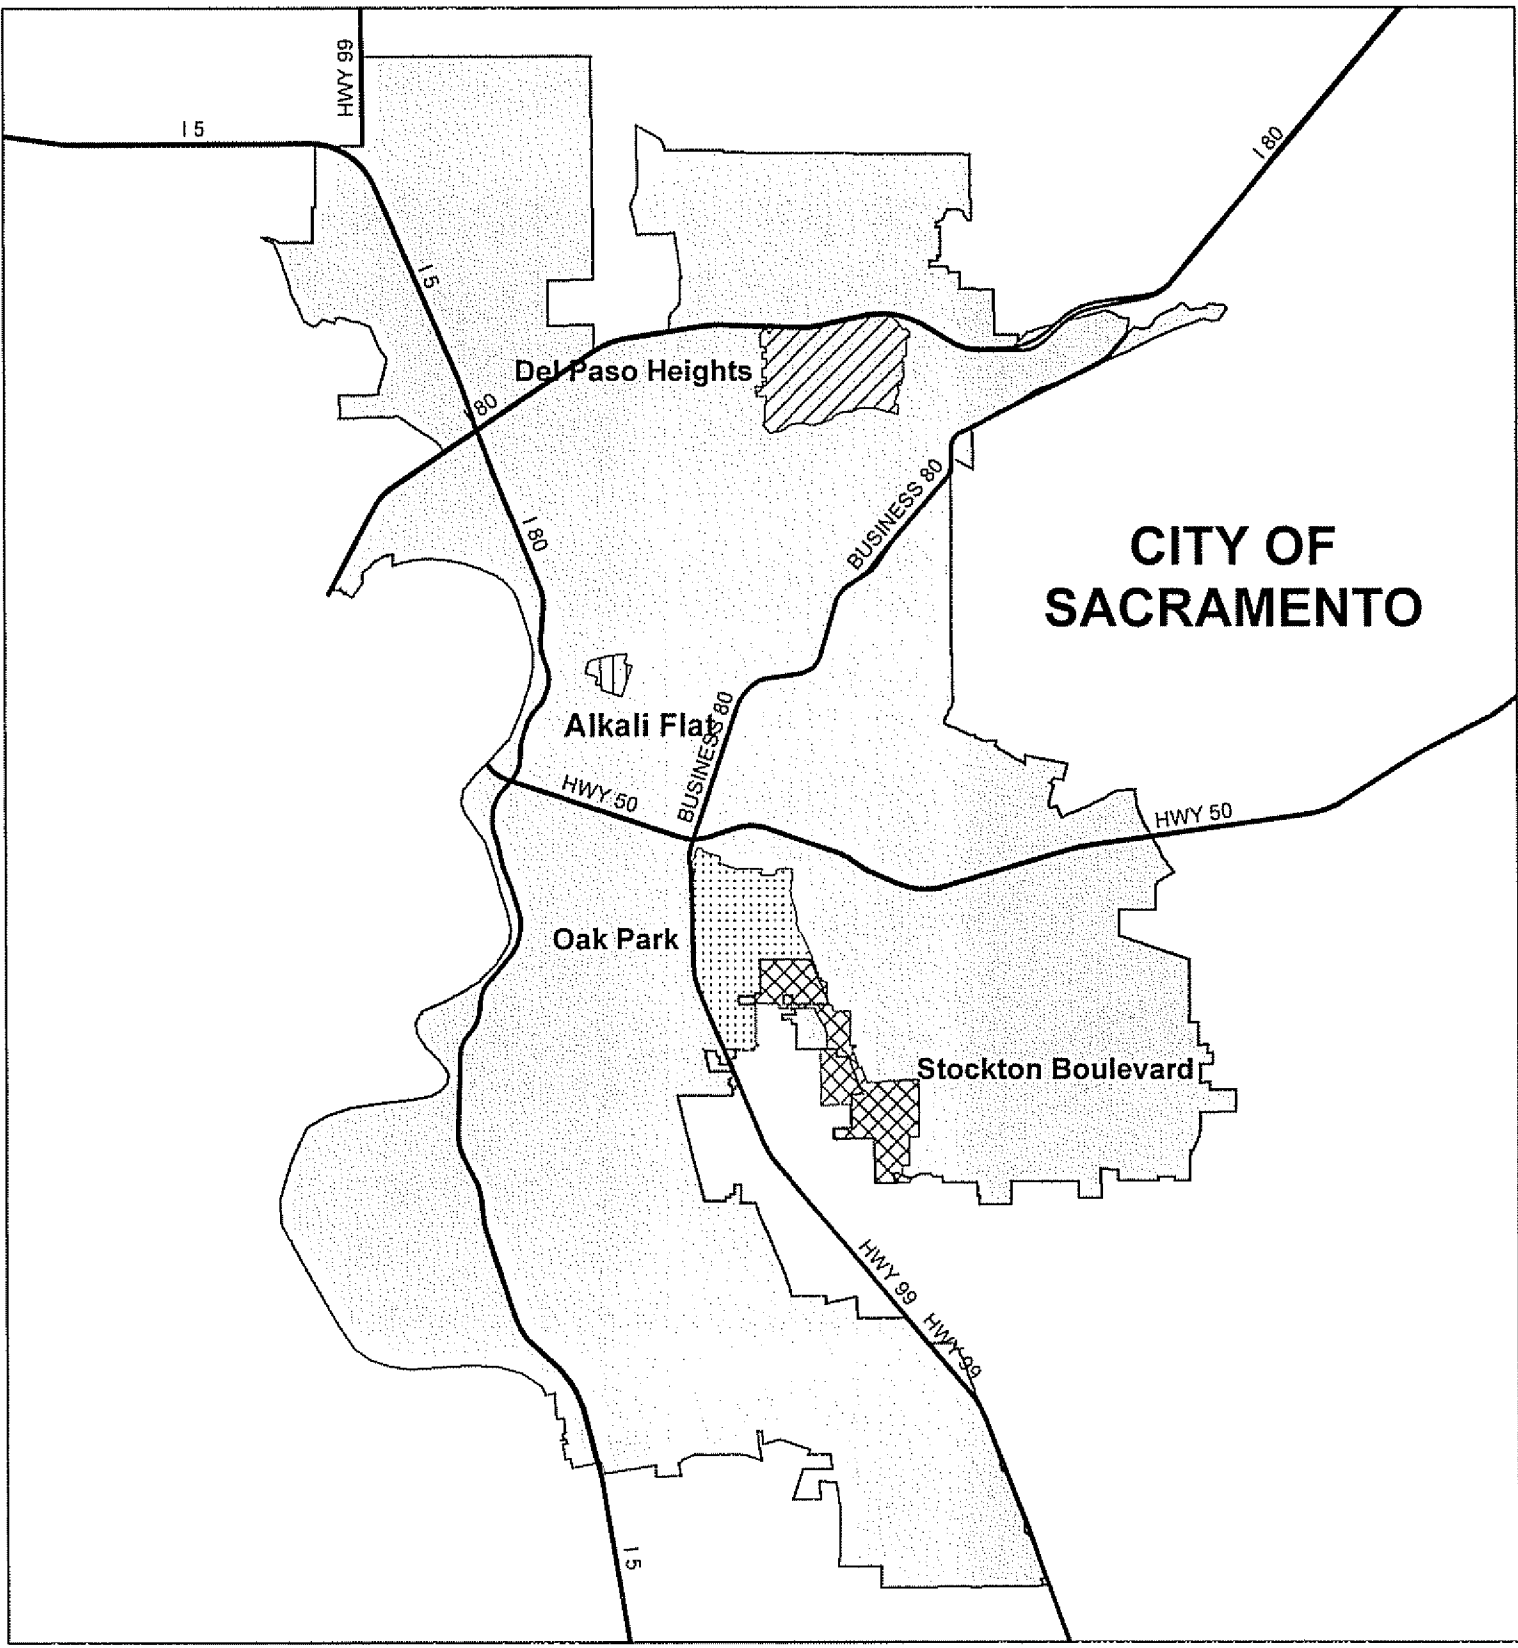 HWY 99
I 5
I 80
I 5
Del Paso Heights
I 80
BUSINESS 80
I 80
CITY OF
SACRAMENTO
Alkali Flat
BUSINESS 80
HWY 50
HWY 50
Oak Park
Stockton Boulevard
HWY 99
HWY 99
I 5